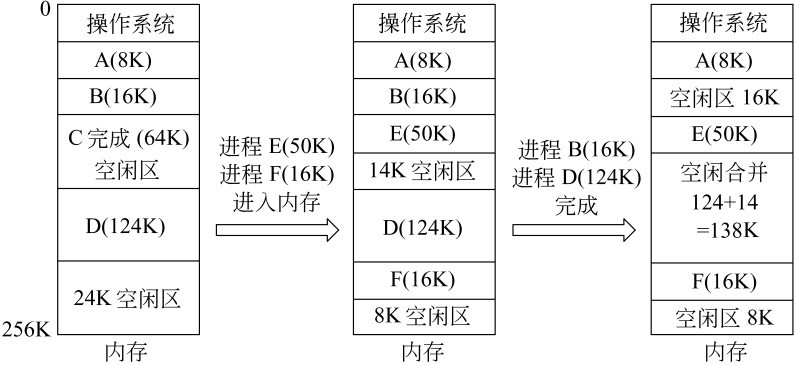 0
操作系统
A(8K)
B(16K)
C 完成 (64K)
空闲区
D(124K)
24K 空闲区
256K
内存
进程 E(50K)
进程 F(16K)
进入内存
操作系统
A(8K)
B(16K)
E(50K)
14K 空闲区
D(124K)
F(16K)
8K 空闲区
内存
进程 B(16K)
进程 D(124K)
完成
操作系统
A(8K)
空闲区 16K
E(50K)
空闲合并
124+14
=138K
F(16K)
空闲区 8K
内存